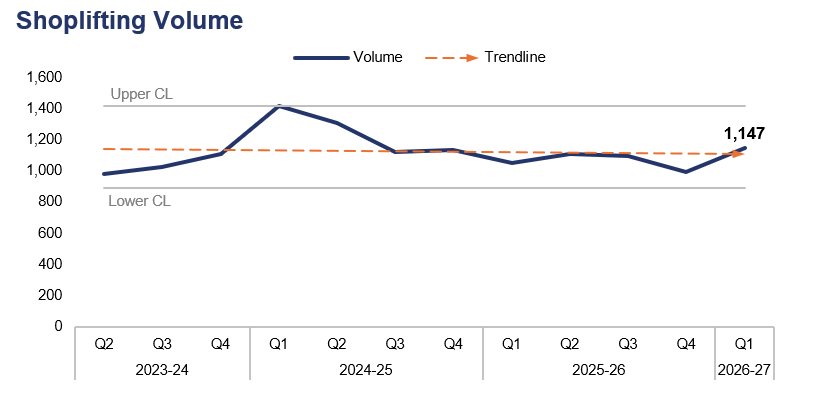 Shoplifting Volume
Volume Trendline
1,600
Upper CL
1,400
1,147
1,200
1,000
Lower CL
800
600
400
200
0
Q2 Q3 Q4 Q1 Q2 Q3 Q4 Q1 Q2 Q3 Q4 Q1
2023-24 2024-25 2025-26 2026-27